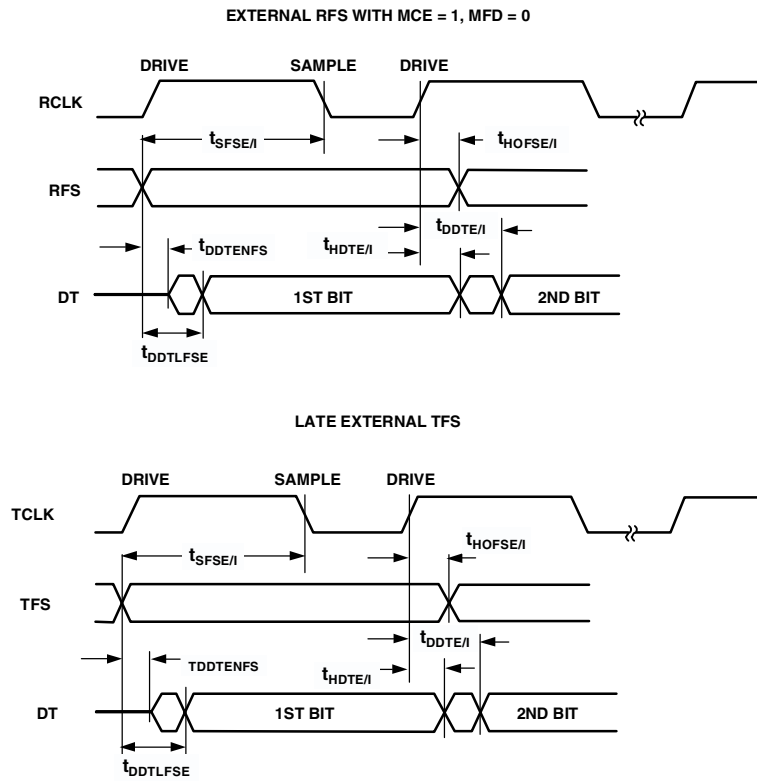 EXTERNAL RFS WITH MCE = 1, MFD = 0
DRIVE SAMPLE DRIVE
RCLK
tSFSE/I tHOFSE/I
RFS
tDDTE/I
tDDTENFS tHDTE/I
DT 1ST BIT 2ND BIT
tDDTLFSE
LATE EXTERNAL TFS
DRIVE SAMPLE DRIVE
TCLK
tHOFSE/I
tSFSE/I
TFS
tDDTE/I
TDDTENFS tHDTE/I
DT 1ST BIT 2ND BIT
tDDTLFSE